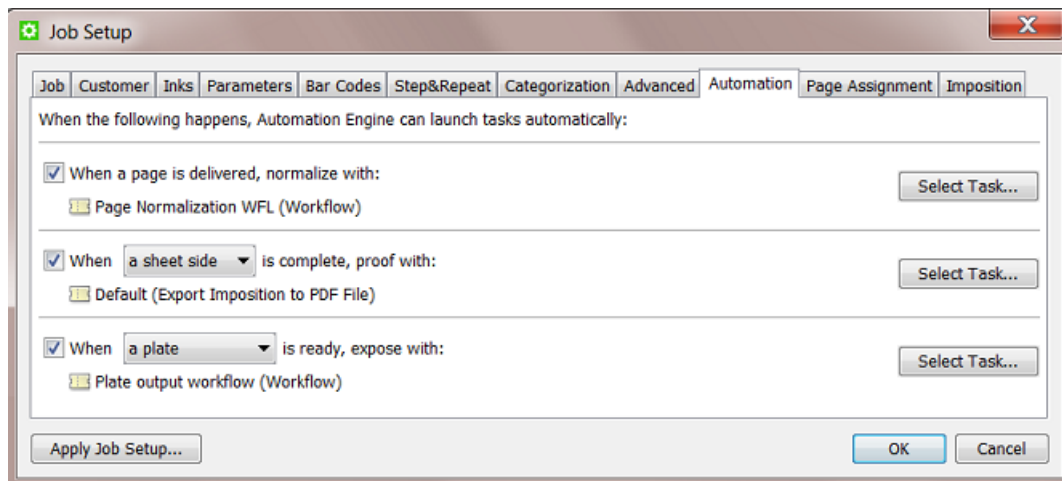 Job Setup
X
Job Customer Inks Parameters Bar Codes Step&Repeat Categorization Advanced Automation Page Assignment Imposition
When the following happens, Automation Engine can launch tasks automatically:
When a page is delivered, normalize with:
Select Task...
Page Normalization WFL (Workflow)
When a sheet side is complete, proof with:
Select Task...
Default (Export Imposition to PDF File)
When a plate is ready, expose with:
Select Task...
Plate output workflow (Workflow)
Apply Job Setup... OK Cancel